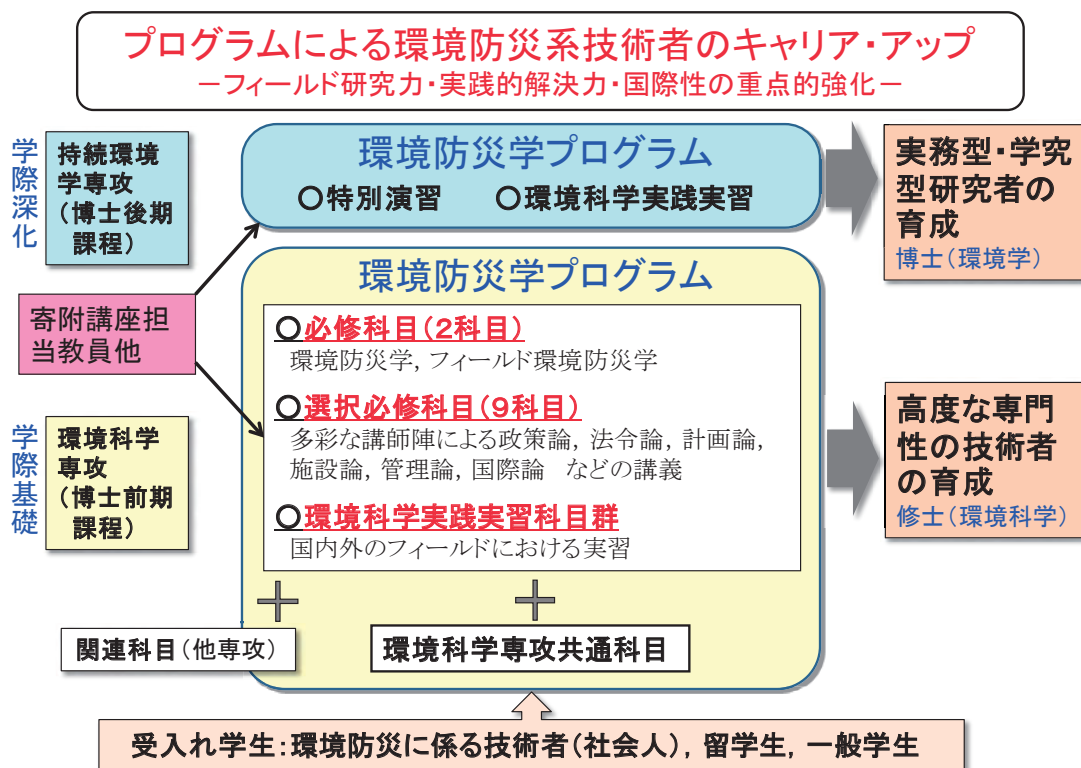 プログラムによる環境防災系技術者のキャリア・アップ
－フィールド研究力・実践的解決力・国際性の重点的強化－
学際深化
持続環境
学専攻
(博士後期
課程)
環境防災学プログラム
○特別演習 ○環境科学実践実習
実務型・学究
型研究者の
育成
博士(環境学)
寄附講座担
当教員他
環境防災学プログラム
○必修科目(2科目)
環境防災学, フィールド環境防災学
○選択必修科目(9科目)
多彩な講師陣による政策論, 法令論, 計画論,
施設論, 管理論, 国際論 などの講義
○環境科学実践実習科目群
国内外のフィールドにおける実習
学際基礎
環境科学
専攻
(博士前期
課程)
高度な専門
性の技術者
の育成
修士(環境科学)
＋ ＋
関連科目(他専攻)
環境科学専攻共通科目
受入れ学生:環境防災に係る技術者(社会人), 留学生, 一般学生